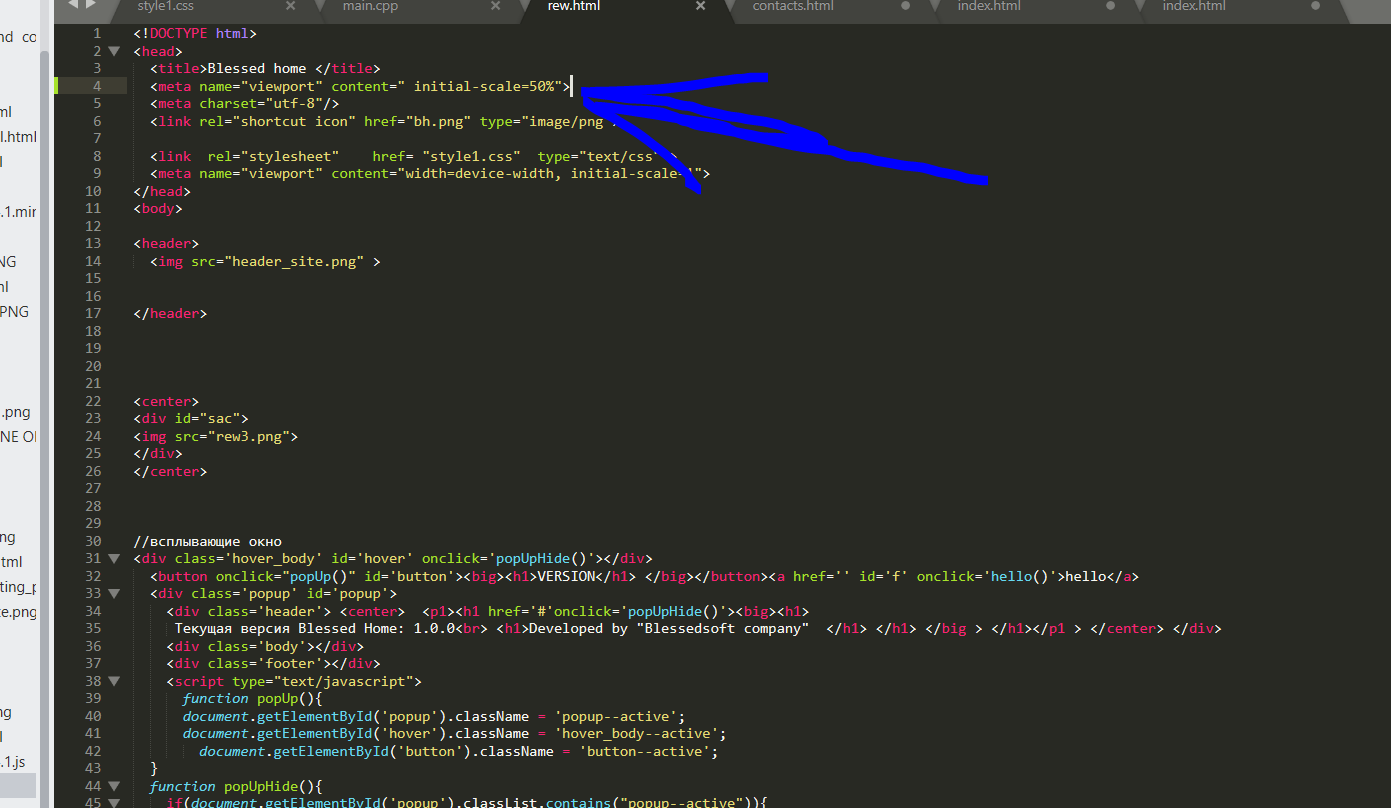 style1.css × main.cpp × rew.html × contacts.html index.html index.html
nd co
ml
l.html
l
.1.mir
NG
ml
PNG
.png
NE OI
ng
tml
ting_p
te.png
ng
l
.1.js
1 <!DOCTYPE html>
2 <head>
3 <title>Blessed home </title>
4 <meta name="viewport" content=" initial-scale=50%">
5 <meta charset="utf-8"/>
6 <link rel="shortcut icon" href="bh.png" type="image/png"
7
8 <link  rel="stylesheet"    href= "style1.css"  type="text/css" >
9 <meta name="viewport" content="width=device-width, initial-scale=1">
10 </head>
11 <body>
12
13 <header>
14 <img src="header_site.png" >
15
16
17 </header>
18
19
20
21
22 <center>
23 <div id="sac">
24 <img src="rew3.png">
25 </div>
26 </center>
27
28
29
30 //всплывающие окно
31 <div class='hover_body' id='hover' onclick='popUpHide()'></div>
32 <button onclick="popUp()" id='button'><big><h1>VERSION</h1> </big></button><a href='' id='f' onclick='hello()'>hello</a>
33 <div class='popup' id='popup'>
34 <div class='header'> <center>  <p1><h1 href='#'onclick='popUpHide()'><big><h1>
35 Текущая версия Blessed Home: 1.0.0<br> <h1>Developed by "Blessedsoft company"  </h1> </h1> </big > </h1></p1 > </center> </div>
36 <div class='body'></div>
37 <div class='footer'></div>
38 <script type="text/javascript">
39 function popUp(){
40 document.getElementById('popup').className = 'popup--active';
41 document.getElementById('hover').className = 'hover_body--active';
42 document.getElementById('button').className = 'button--active';
43 }
44 function popUpHide(){
45 if(document.getElementById('popup').classList.contains("popup--active")){